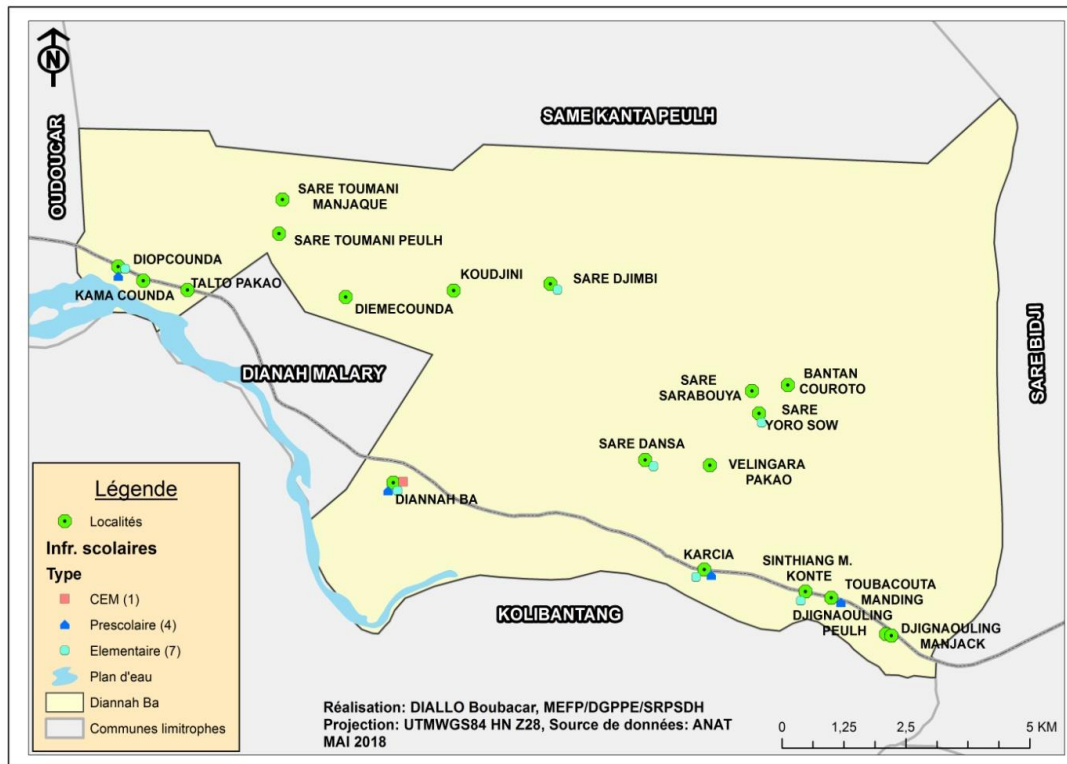 N
SAME KANTA PEULH
OUDOUCAR
SARE TOUMANI
MANJAQUE
SARE TOUMANI PEULH
DIOPCOUNDA
KAMA COUNDA
TALTO PAKAO
KOUDJINI
SARE DJIMBI
DIEMECOUNDA
DIANAH MALARY
SARE BIDJI
SARE
SARABOUYA
BANTAN
COUROTO
SARE
YORO SOW
SARE DANSA
VELINGARA
PAKAO
DIANNAH BA
KARCIA
SINTHIANG M.
KONTE
TOUBACOUTA
MANDING
DJIGNAOULING
PEULH
DJIGNAOULING
MANJACK
KOLIBANTANG
Légende
Localités
Infr. scolaires
Type
CEM (1)
Prescolaire (4)
Elementaire (7)
Plan d'eau
Diannah Ba
Communes limitrophes
Réalisation: DIALLO Boubacar, MEFP/DGPPE/SRPSDH
Projection: UTMWGS84 HN Z28, Source de données: ANAT
MAI 2018
0 1,25 2,5 5 KM